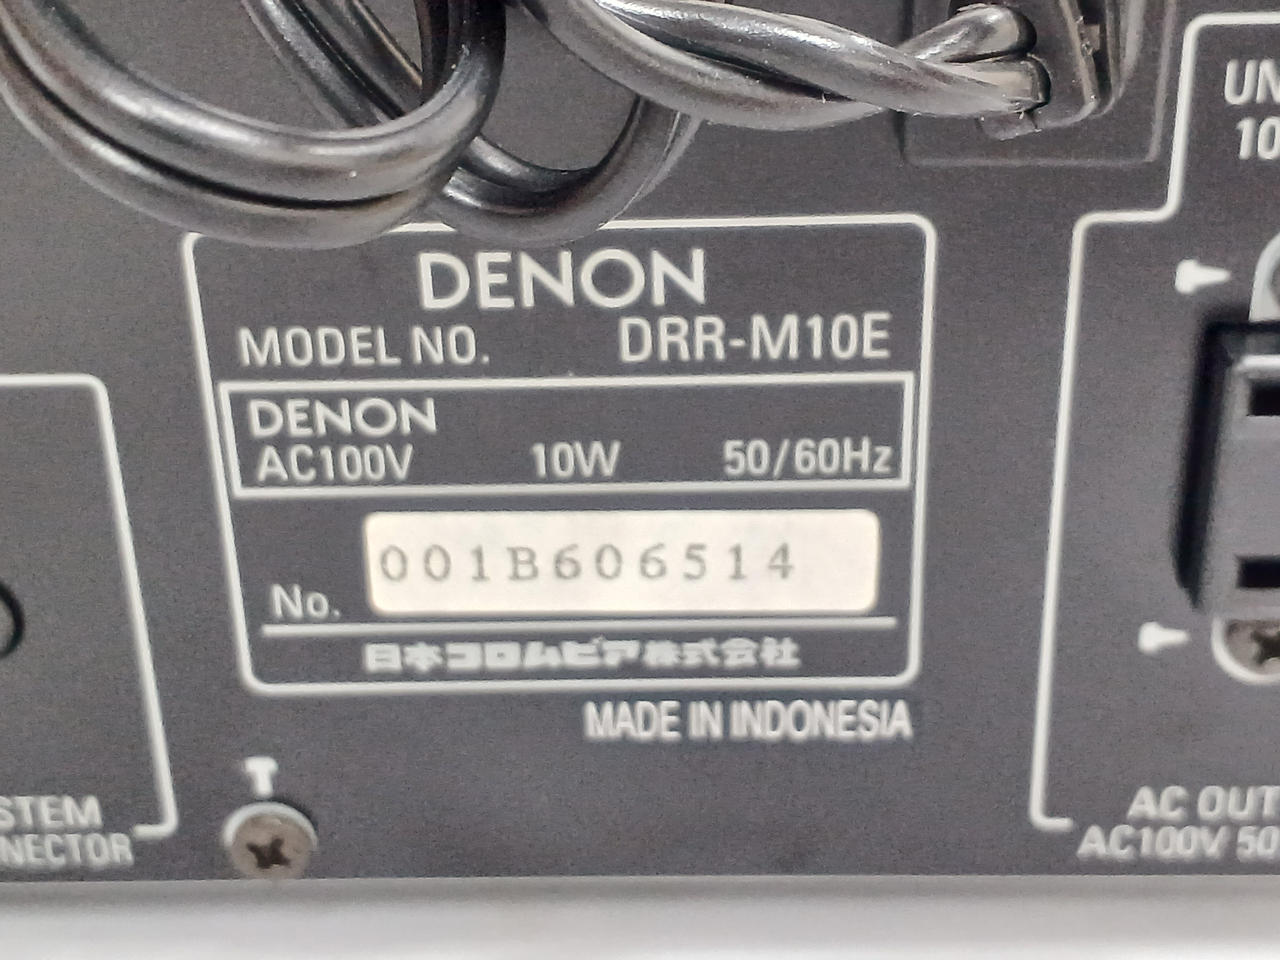 DENON
MODEL NO. DRR-M10E
DENON
AC100V 10W 50/60Hz
No. 001B606514
日本コロムビア株式会社
MADE IN INDONESIA
STEM
NNECTOR
UN
10
AC OUT
AC100V 50